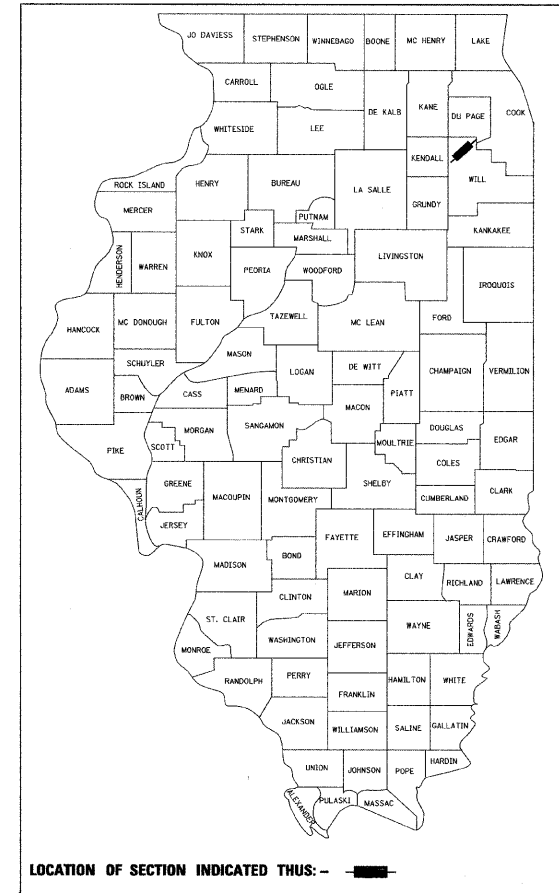 JO DAVIESS
STEPHENSON
WINNEBAGO
BOONE
MC HENRY
LAKE
CARROLL
OGLE
DE KALB
KANE
DU PAGE
COOK
WHITESIDE
LEE
KENDALL
WILL
ROCK ISLAND
HENRY
BUREAU
LA SALLE
GRUNDY
MERCER
PUTNAM
KANKAKEE
STARK
MARSHALL
HENDERSON
WARREN
KNOX
PEORIA
WOODFORD
LIVINGSTON
IROQUOIS
HANCOCK
MC DONOUGH
FULTON
TAZEWELL
MC LEAN
FORD
MASON
SCHUYLER
LOGAN
DE WITT
CHAMPAIGN
VERMILION
ADAMS
BROWN
CASS
MENARD
MACON
PIATT
MORGAN
SANGAMON
DOUGLAS
EDGAR
PIKE
SCOTT
CHRISTIAN
MOULTRIE
COLES
GREENE
MACOUPIN
MONTGOMERY
SHELBY
CUMBERLAND
CLARK
CALHOUN
JERSEY
FAYETTE
EFFINGHAM
JASPER
CRAWFORD
MADISON
BOND
CLAY
RICHLAND
LAWRENCE
CLINTON
MARION
ST. CLAIR
WAYNE
EDWARDS
WABASH
WASHINGTON
JEFFERSON
MONROE
RANDOLPH
PERRY
HAMILTON
WHITE
FRANKLIN
JACKSON
WILLIAMSON
SALINE
GALLATIN
UNION
JOHNSON
POPE
HARDIN
ALEXANDER
PULASKI
MASSAC
LOCATION OF SECTION INDICATED THUS: -